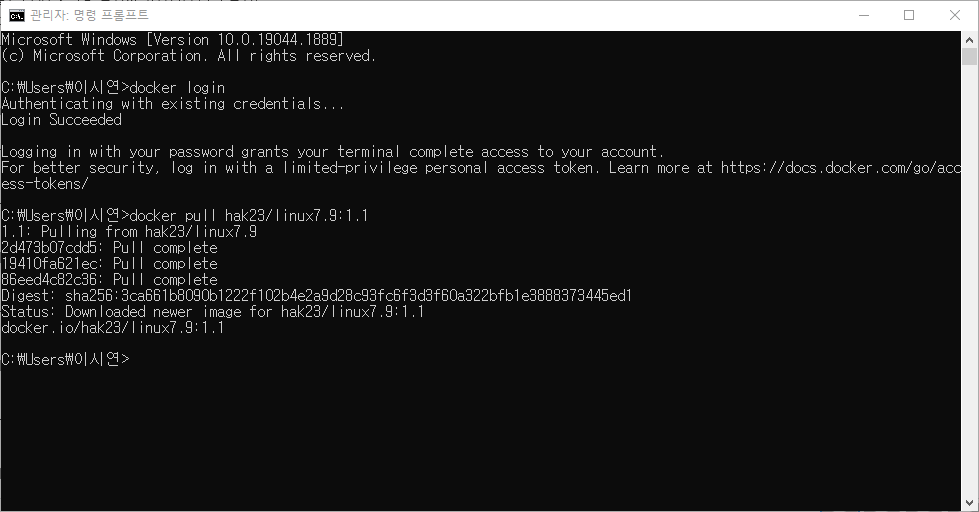 관리자: 명령 프롬프트
Microsoft Windows [Version 10.0.19044.1889]
(c) Microsoft Corporation. All rights reserved.
C:₩Users₩이시연>docker login
Authenticating with existing credentials...
Login Succeeded
Logging in with your password grants your terminal complete access to your account.
For better security, log in with a limited-privilege personal access token. Learn more at https://docs.docker.com/go/acc
ess-tokens/
C:₩Users₩이시연>docker pull hak23/linux7.9:1.1
1.1: Pulling from hak23/linux7.9
2d473b07cdd5: Pull complete
19410fa621ec: Pull complete
86eed4c82c36: Pull complete
Digest: sha256:3ca661b8090b1222f102b4e2a9d28c93fc6f3d3f60a322bfb1e3888373445ed1
Status: Downloaded newer image for hak23/linux7.9:1.1
docker.io/hak23/linux7.9:1.1
C:₩Users₩이시연>